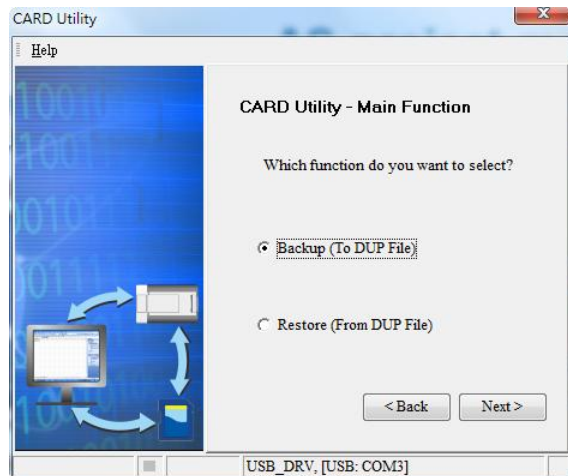 CARD Utility
Help
CARD Utility - Main Function
Which function do you want to select?
Backup (To DUP File)
Restore (From DUP File)
< Back
Next >
USB_DRV, [USB: COM3]